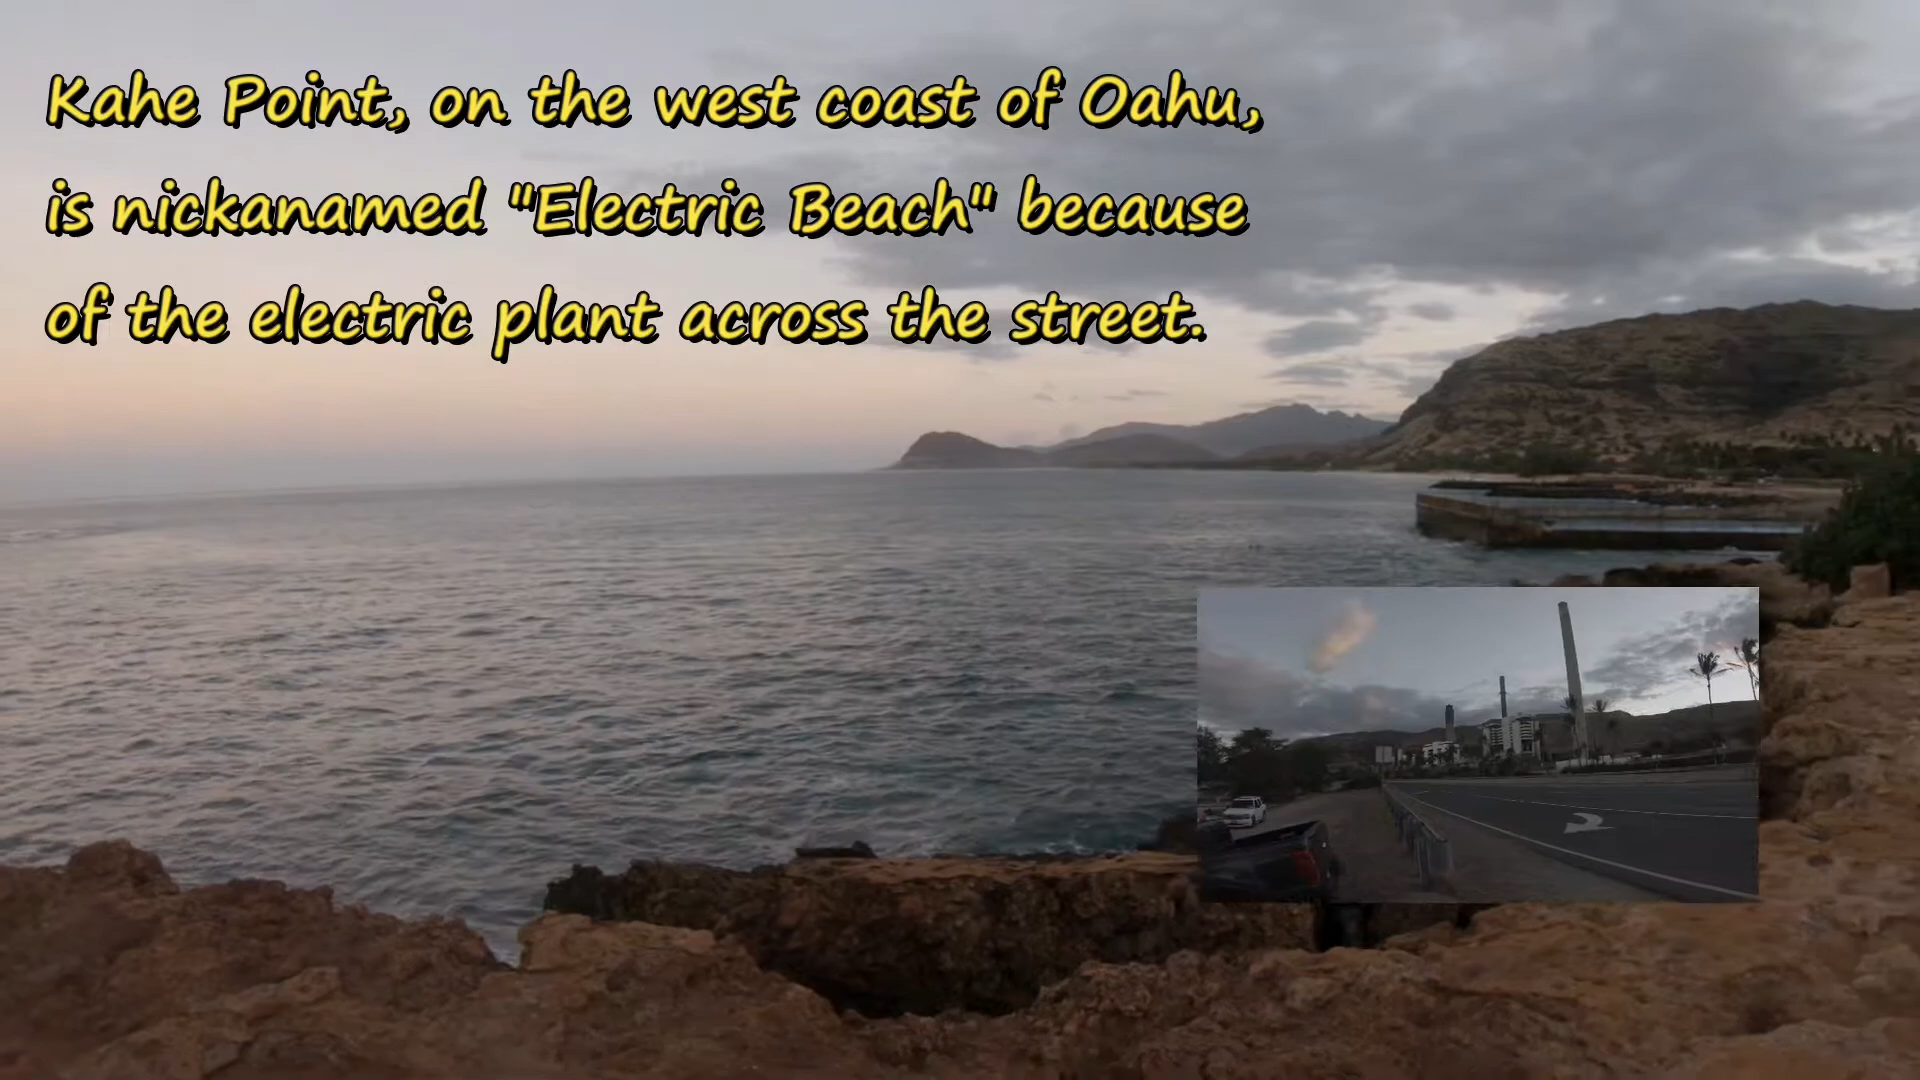 Kahe Point, on the west coast of Oahu,
is nickanamed "Electric Beach" because
of the electric plant across the street.